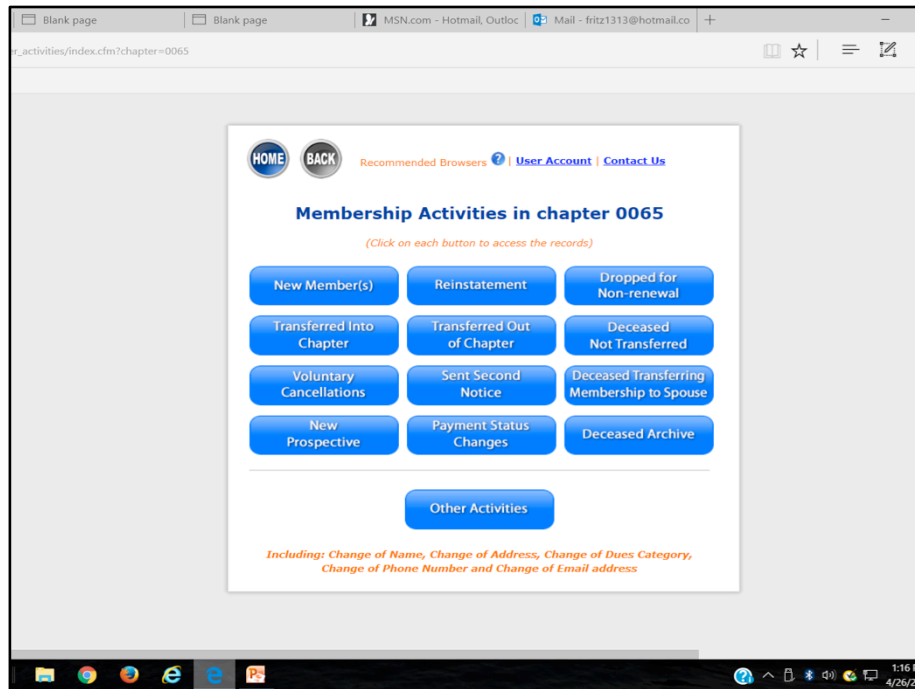 Blank page
Blank page
MSN.com - Hotmail, Outloc
Mail - fritz1313@hotmail.co
r_activities/index.cfm?chapter=0065
HOME BACK Recommended Browsers ? | User Account | Contact Us
Membership Activities in chapter 0065
(Click on each button to access the records)
New Member(s)
Reinstatement
Dropped for
Non-renewal
Transferred Into
Chapter
Transferred Out
of Chapter
Deceased
Not Transferred
Voluntary
Cancellations
Sent Second
Notice
Deceased Transferring
Membership to Spouse
New
Prospective
Payment Status
Changes
Deceased Archive
Other Activities
Including: Change of Name, Change of Address, Change of Dues Category,
Change of Phone Number and Change of Email address
1:16 P
4/26/2